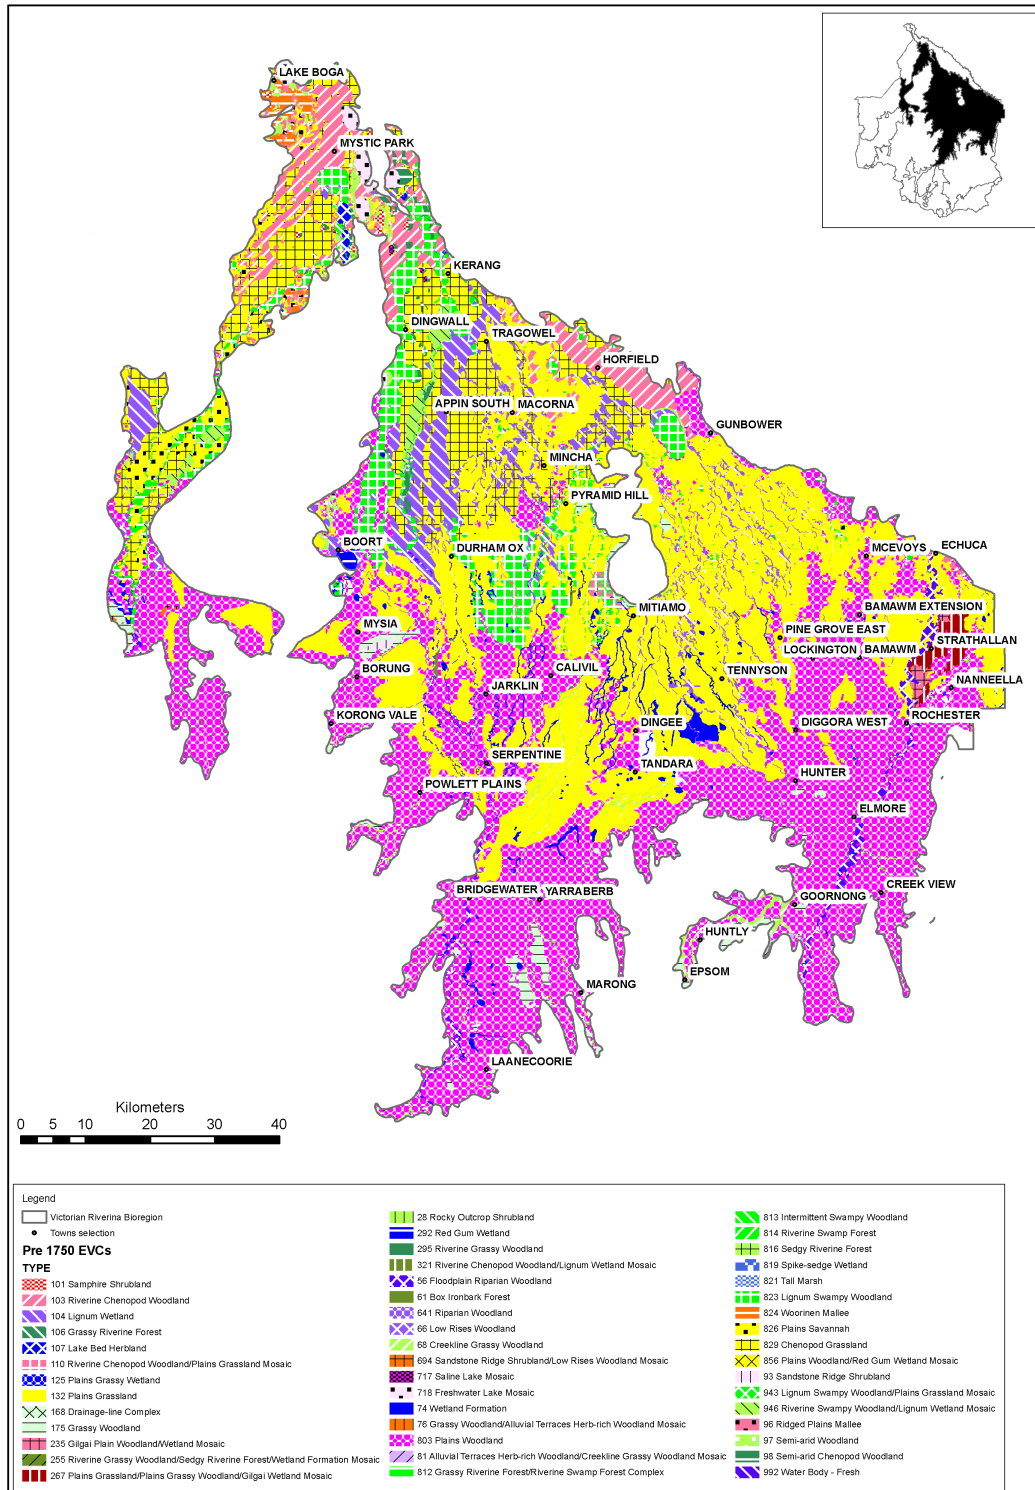 LAKE BOGA
MYSTIC PARK
KERANG
DINGWALL
TRAGOWEL
HORFIELD
APPIN SOUTH
MACORNA
GUNBOWER
MINCHA
PYRAMID HILL
BOORT
DURHAM OX
MCEVOYS
ECHUCA
MITIAMO
BAMAWM EXTENSION
MYSIA
PINE GROVE EAST
STRATHALLAN
LOCKINGTON
BAMAWM
BORUNG
CALIVIL
TENNYSON
NANNEELLA
JARKLIN
KORONG VALE
DINGEE
DIGGORA WEST
ROCHESTER
SERPENTINE
TANDARA
HUNTER
POWLETT PLAINS
ELMORE
BRIDGEWATER
YARRABERB
GOORNONG
CREEK VIEW
HUNTLY
EPSOM
MARONG
LAANECOORIE
Kilometers
0 5 10 20 30 40
Legend
Victorian Riverina Bioregion
Towns selection
Pre 1750 EVCs
TYPE
101 Samphire Shrubland
103 Riverine Chenopod Woodland
104 Lignum Wetland
106 Grassy Riverine Forest
107 Lake Bed Herbland
110 Riverine Chenopod Woodland/Plains Grassland Mosaic
125 Plains Grassy Wetland
132 Plains Grassland
168 Drainage-line Complex
175 Grassy Woodland
235 Gilgai Plain Woodland/Wetland Mosaic
255 Riverine Grassy Woodland/Sedgy Riverine Forest/Wetland Formation Mosaic
267 Plains Grassland/Plains Grassy Woodland/Gilgai Wetland Mosaic
28 Rocky Outcrop Shrubland
292 Red Gum Wetland
295 Riverine Grassy Woodland
321 Riverine Chenopod Woodland/Lignum Wetland Mosaic
56 Floodplain Riparian Woodland
61 Box Ironbark Forest
641 Riparian Woodland
66 Low Rises Woodland
68 Creekline Grassy Woodland
694 Sandstone Ridge Shrubland/Low Rises Woodland Mosaic
717 Saline Lake Mosaic
718 Freshwater Lake Mosaic
74 Wetland Formation
76 Grassy Woodland/Alluvial Terraces Herb-rich Woodland Mosaic
803 Plains Woodland
81 Alluvial Terraces Herb-rich Woodland/Creekline Grassy Woodland Mosaic
812 Grassy Riverine Forest/Riverine Swamp Forest Complex
813 Intermittent Swampy Woodland
814 Riverine Swamp Forest
816 Sedgy Riverine Forest
819 Spike-sedge Wetland
821 Tall Marsh
823 Lignum Swampy Woodland
824 Woorinen Mallee
826 Plains Savannah
829 Chenopod Grassland
856 Plains Woodland/Red Gum Wetland Mosaic
93 Sandstone Ridge Shrubland
943 Lignum Swampy Woodland/Plains Grassland Mosaic
946 Riverine Swampy Woodland/Lignum Wetland Mosaic
96 Ridged Plains Mallee
97 Semi-arid Woodland
98 Semi-arid Chenopod Woodland
992 Water Body - Fresh